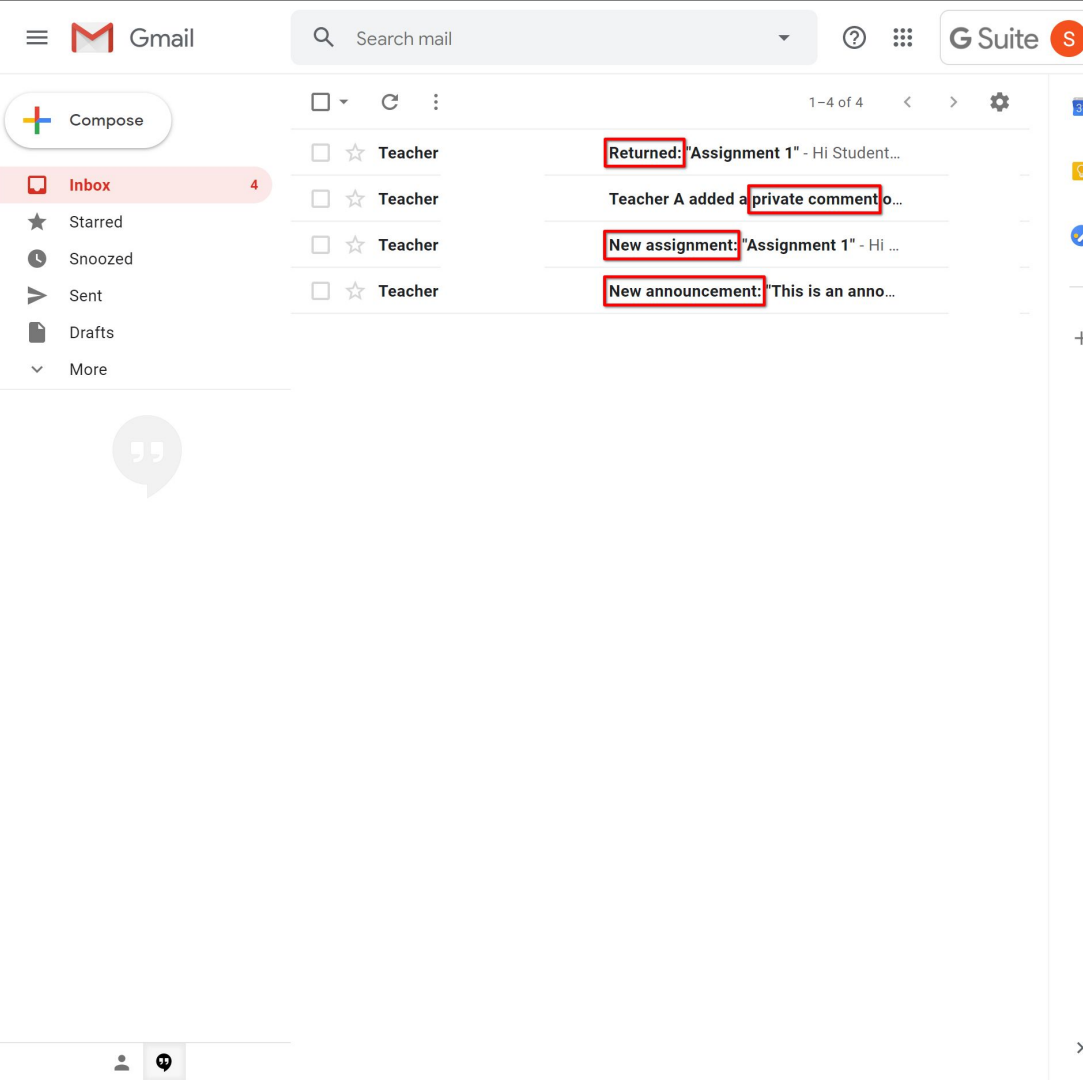 Gmail
Search mail
G Suite
S
Compose
1–4 of 4
Inbox 4
Starred
Snoozed
Sent
Drafts
More
Teacher Returned: "Assignment 1" - Hi Student...
Teacher Teacher A added a private comment o...
Teacher New assignment: "Assignment 1" - Hi ...
Teacher New announcement: "This is an anno...